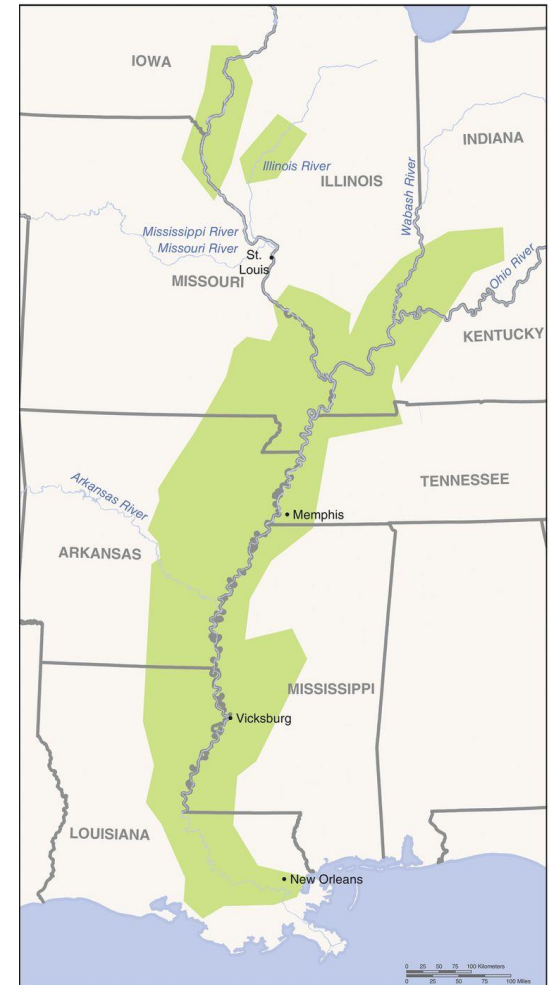 IOWA
INDIANA
Illinois River
ILLINOIS
Wabash River
Mississippi River
Missouri River
St.
Louis
Ohio River
MISSOURI
KENTUCKY
Arkansas River
TENNESSEE
Memphis
ARKANSAS
MISSISSIPPI
Vicksburg
LOUISIANA
New Orleans
0 25 50 75 100 Kilometers
0 25 50 75 100 Miles